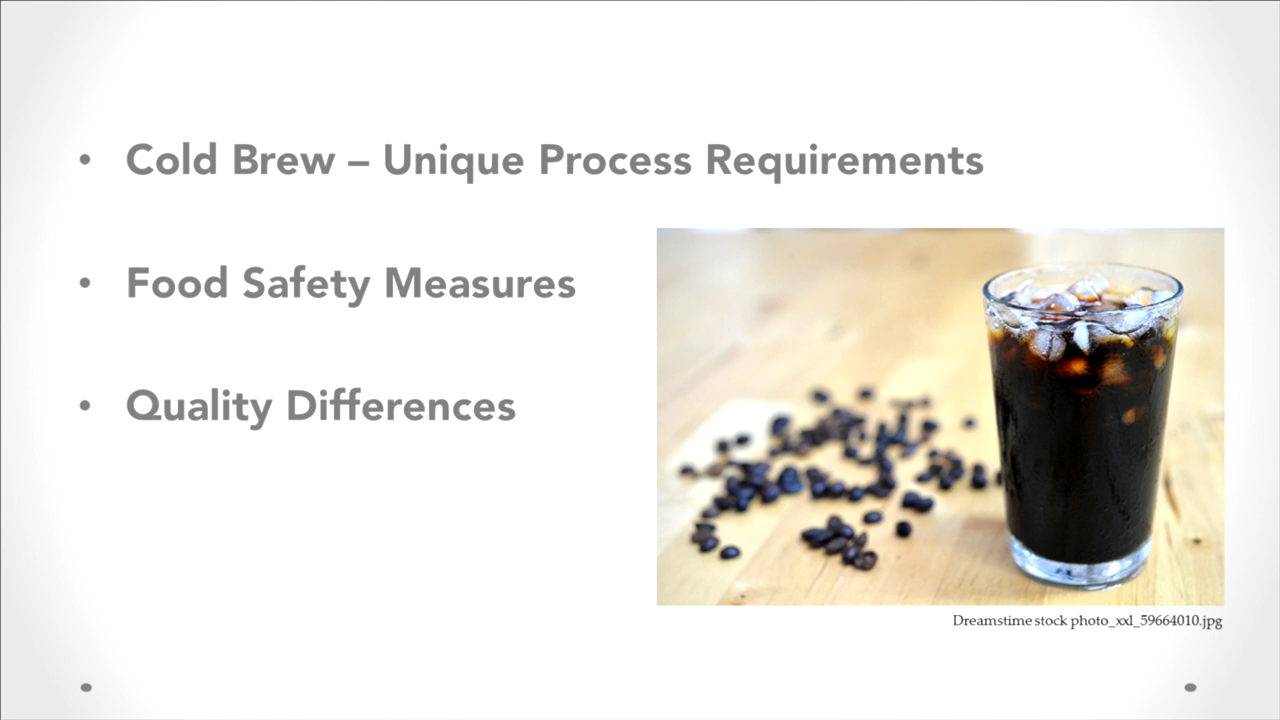 • Cold Brew – Unique Process Requirements
• Food Safety Measures
• Quality Differences
Dreamstime stock photo_xxl_59664010.jpg